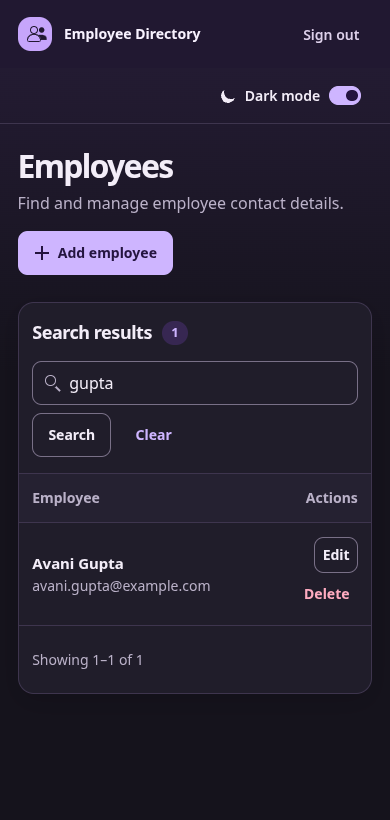 Employee Directory
Sign out
Dark mode
Employees
Find and manage employee contact details.
Add employee
Search results 1
gupta
Search Clear
Employee Actions
Avani Gupta
avani.gupta@example.com
Edit
Delete
Showing 1–1 of 1